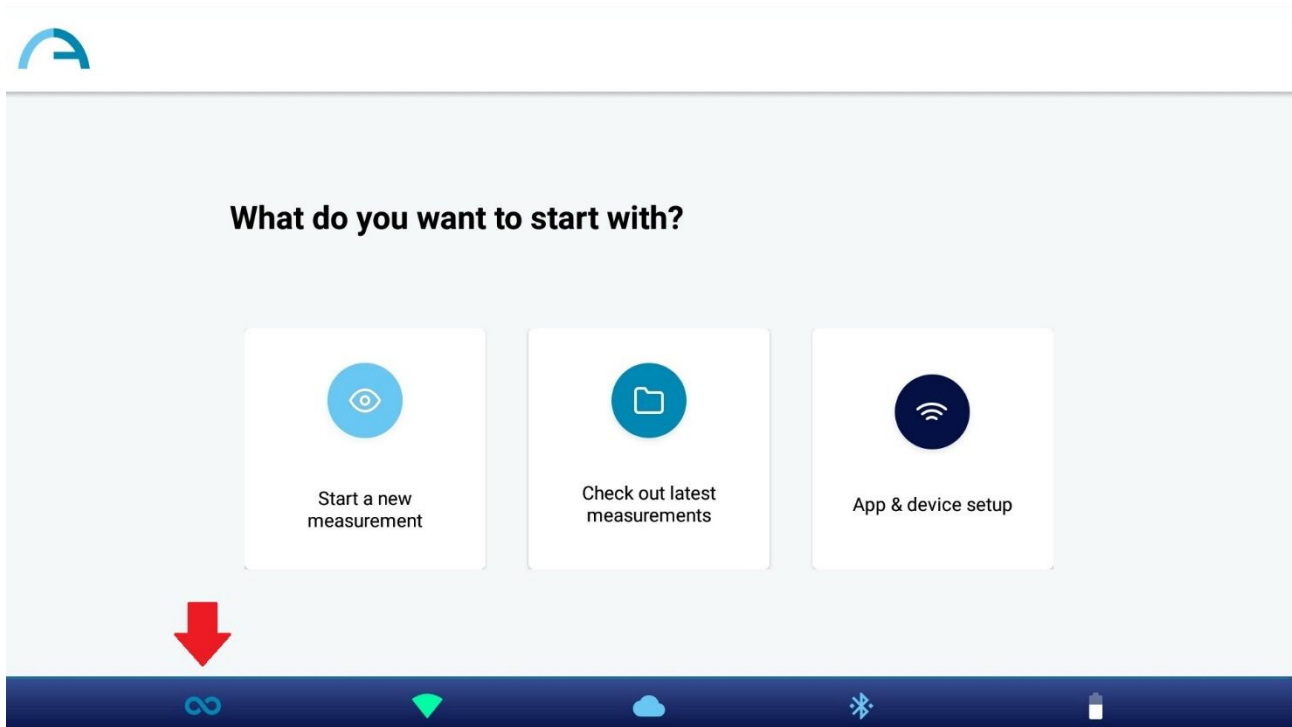 What do you want to start with?
Start a new
measurement
Check out latest
measurements
App & device setup